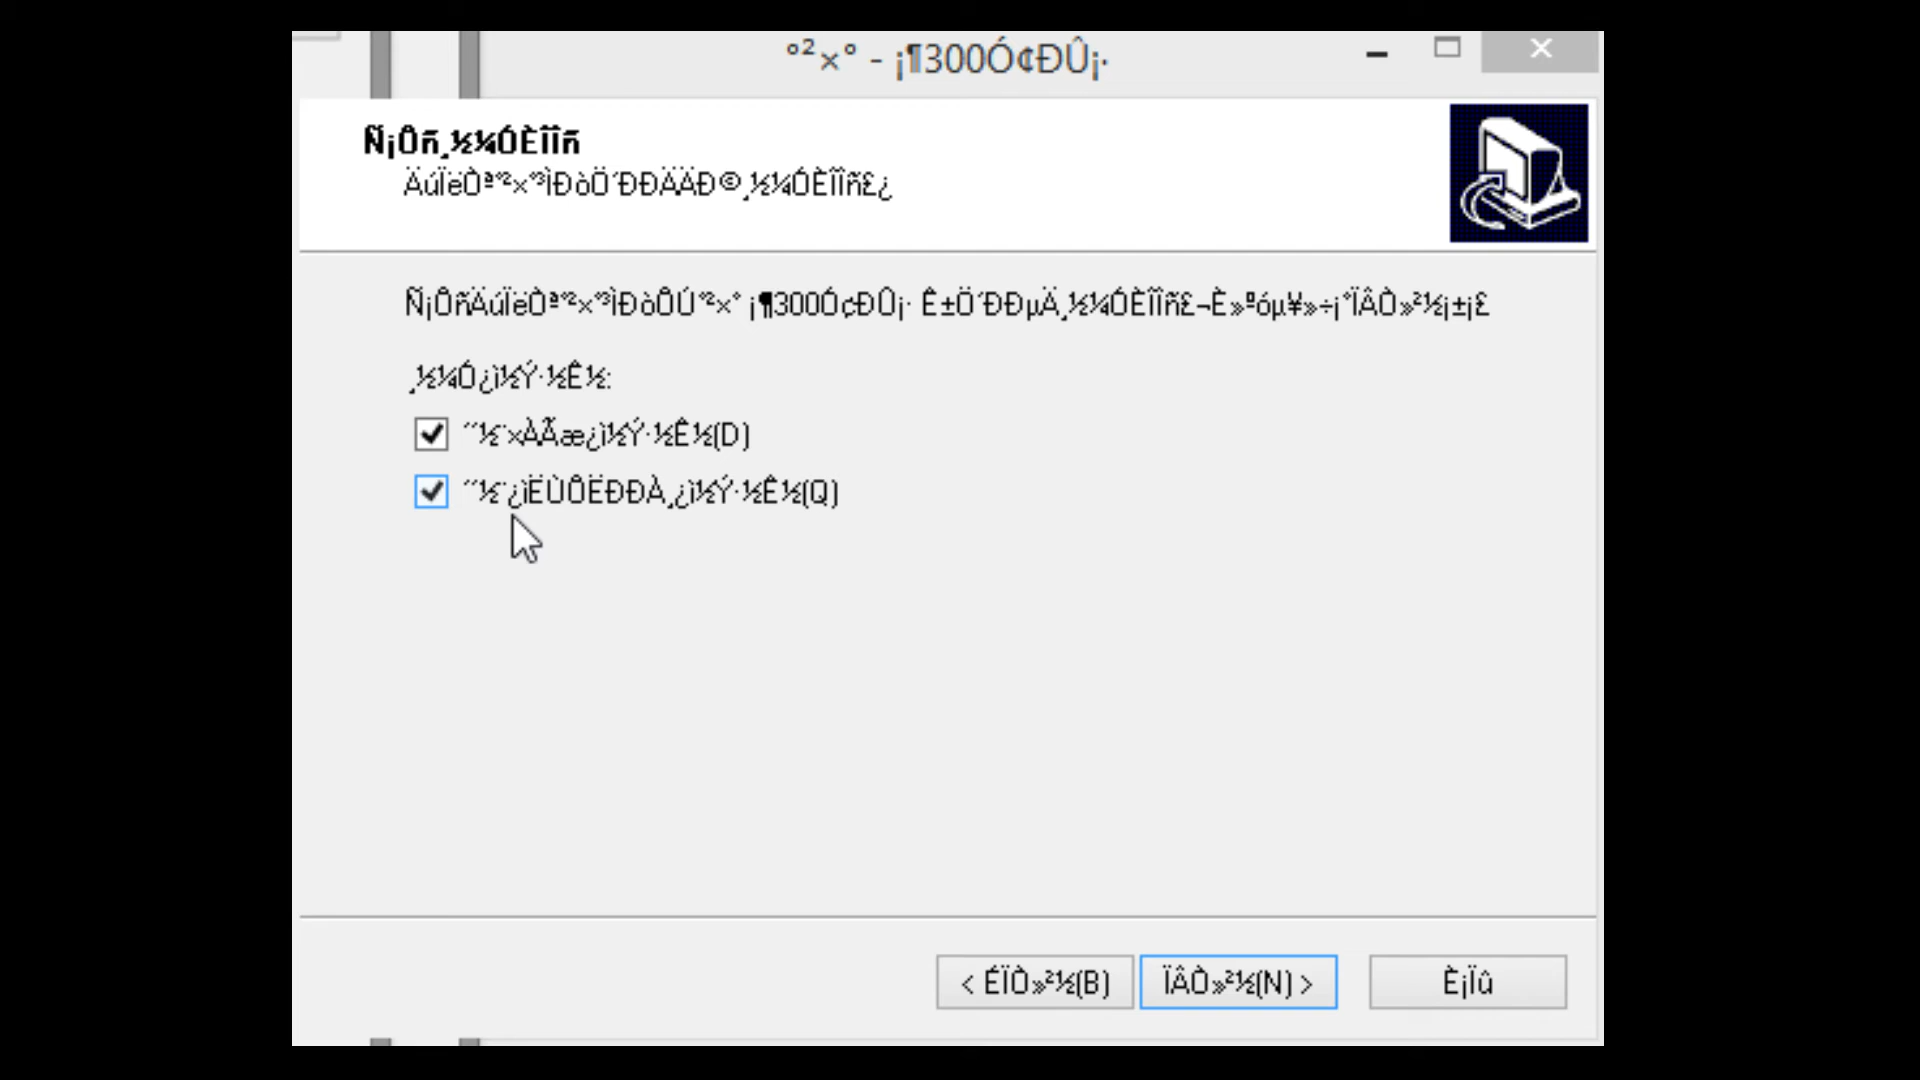 °²×° - ¡¶300Ó¢ÐÛ¡·
Ñ¡Ôñ¸½¼ÓÈÎÎñ
ÄúÏëÒª°²×°³ÌÐòÖ´ÐÐÄÄÐ©¸½¼ÓÈÎÎñ£¿
Ñ¡ÔñÄúÏëÒª°²×°³ÌÐòÔÚ°²×° ¡¶300Ó¢ÐÛ¡· Ê±Ö´ÐÐµÄ¸½¼ÓÈÎÎñ£¬È»ºóµ¥»÷¡°ÏÂÒ»²½¡±¡£
¸½¼Ó¿ì½Ý·½Ê½:
´´½¨×ÀÃæ¿ì½Ý·½Ê½(D)
´´½¨¿ìËÙÔËÐÐÀ¸¿ì½Ý·½Ê½(Q)
< ÉÏÒ»²½(B)
ÏÂÒ»²½(N) >
È¡Ïû